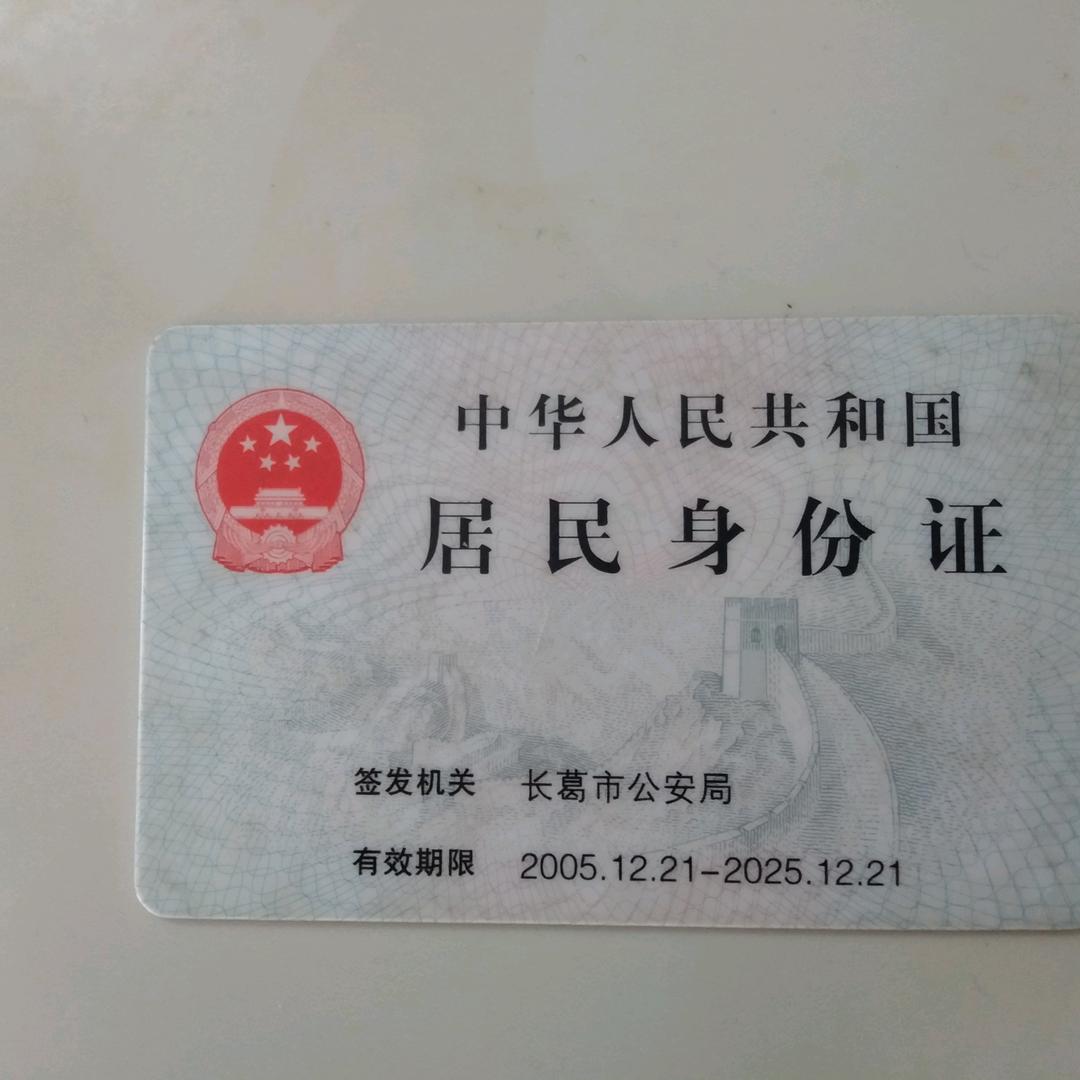 中华人民共和国
居民身份证
签发机关 长葛市公安局
有效期限 2005.12.21-2025.12.21